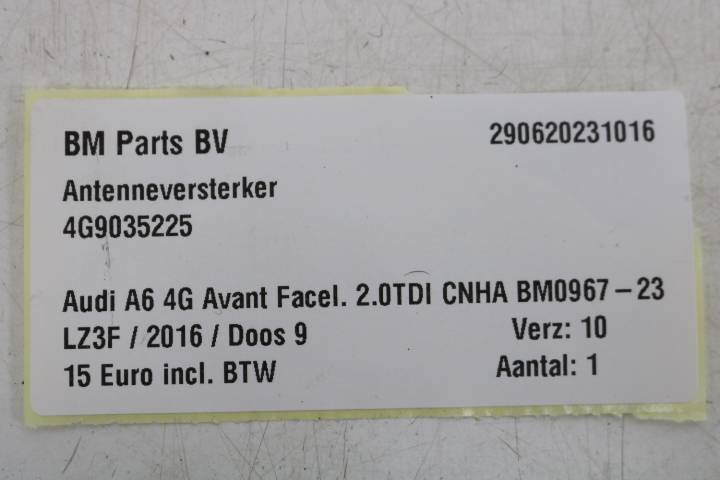 BM Parts BV 290620231016
Antenneversterker
4G9035225
Audi A6 4G Avant Facel. 2.0TDI CNHA BM0967-23
LZ3F / 2016 / Doos 9 Verz: 10
15 Euro incl. BTW Aantal: 1